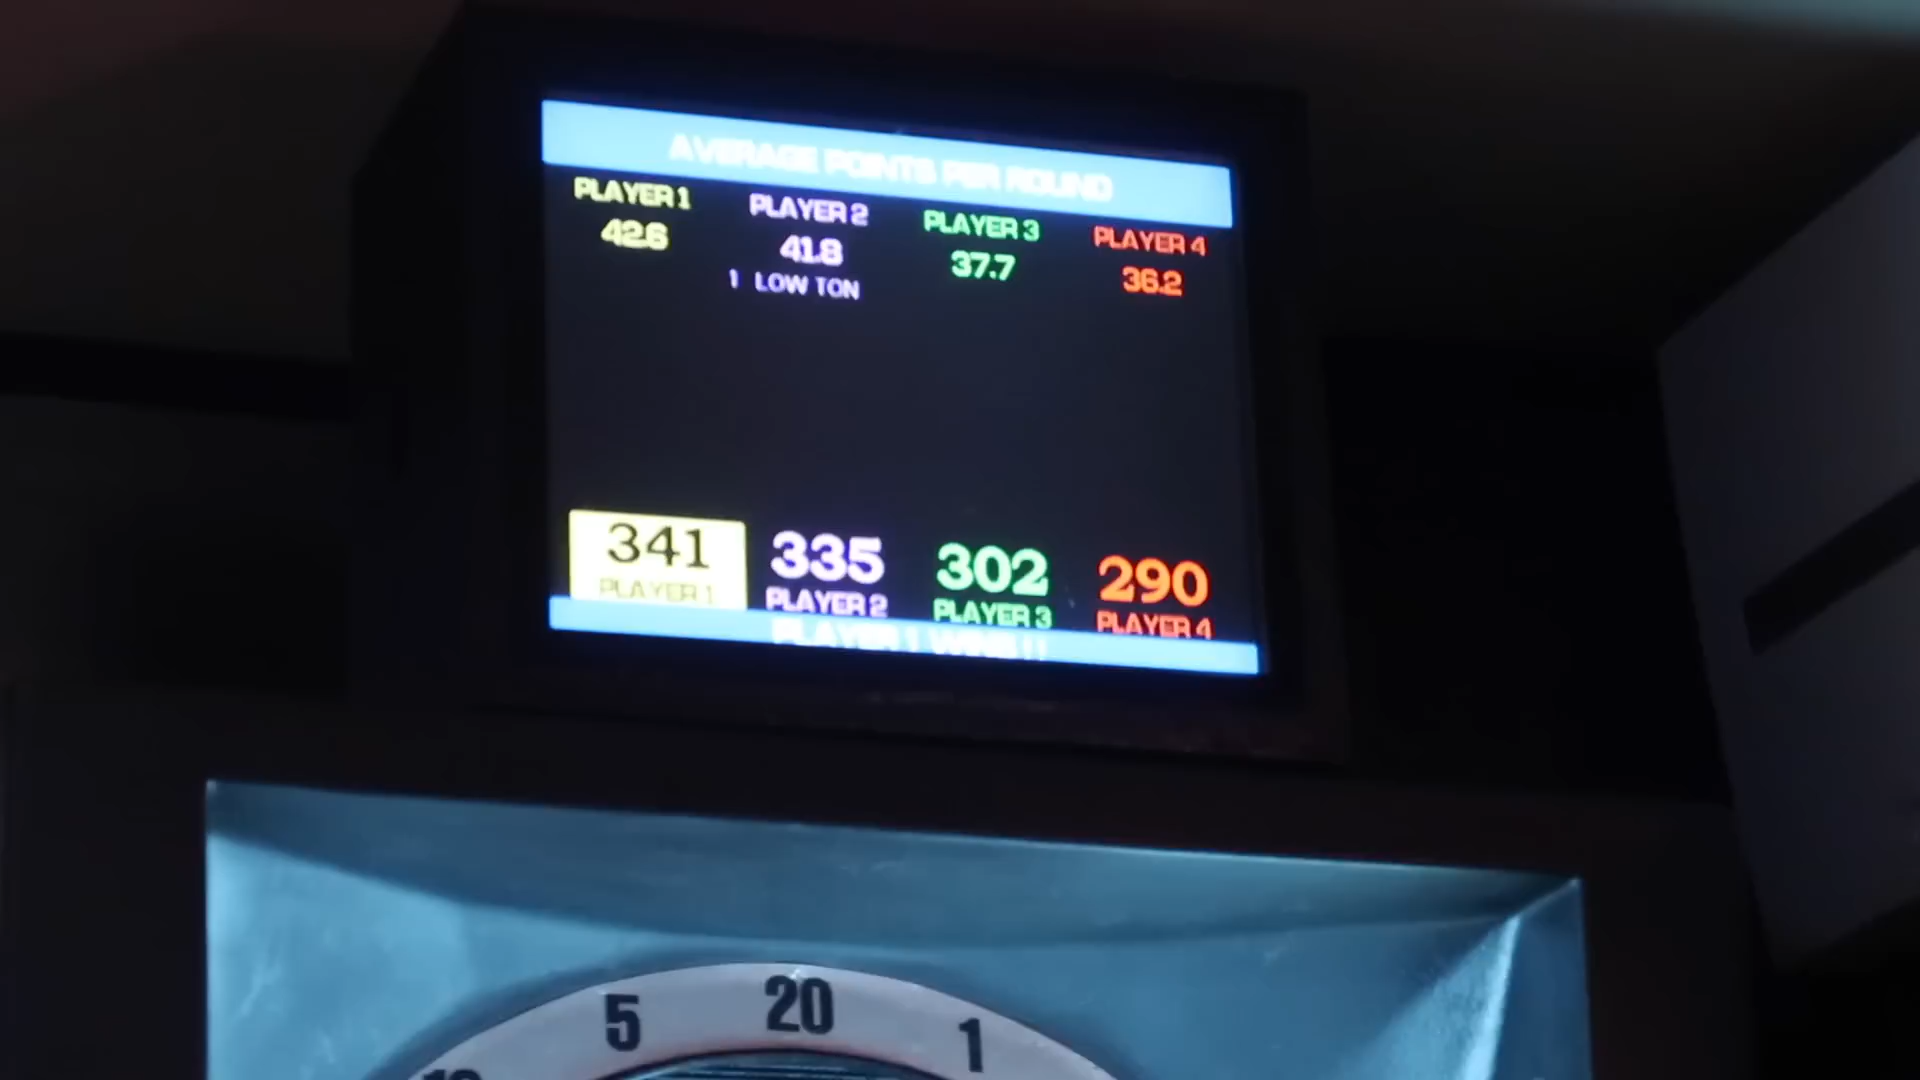 AVERAGE POINTS PER ROUND
PLAYER 1 PLAYER 2 PLAYER 3 PLAYER 4
42.6 41.8 37.7 36.2
1 LOW TON
341 335 302 290
PLAYER 1 PLAYER 2 PLAYER 3 PLAYER 4
PLAYER 1 WINS!!
5 20 1